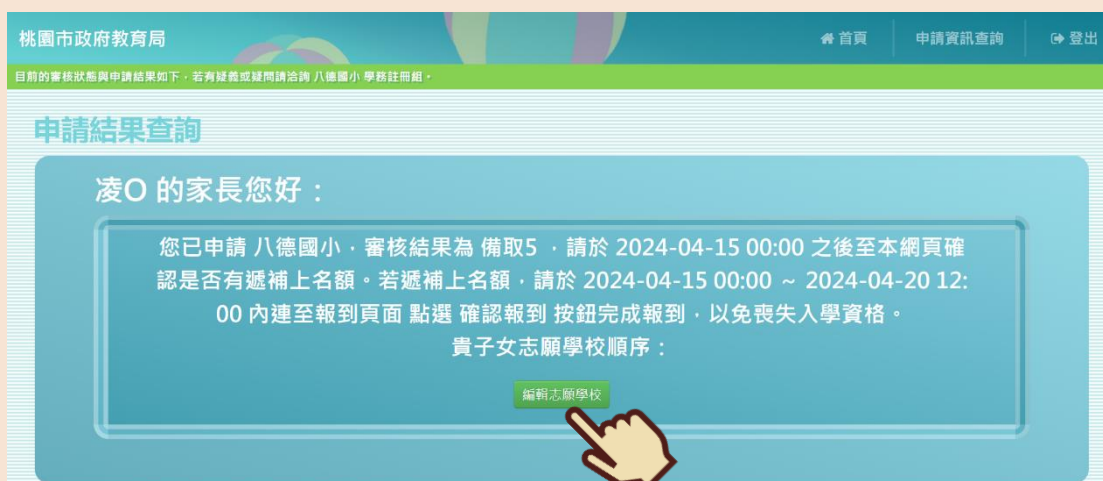 桃園市政府教育局
首頁
申請資訊查詢
登出
目前的審核狀態與申請結果如下，若有疑義或疑問請洽詢 八德國小 學務註冊組。
申請結果查詢
凌O 的家長您好：
您已申請 八德國小，審核結果為 備取5 ，請於 2024-04-15 00:00 之後至本網頁確
認是否有遞補上名額。若遞補上名額，請於 2024-04-15 00:00 ~ 2024-04-20 12:
00 內連至報到頁面 點選 確認報到 按鈕完成報到，以免喪失入學資格。
貴子女志願學校順序：
編輯志願學校